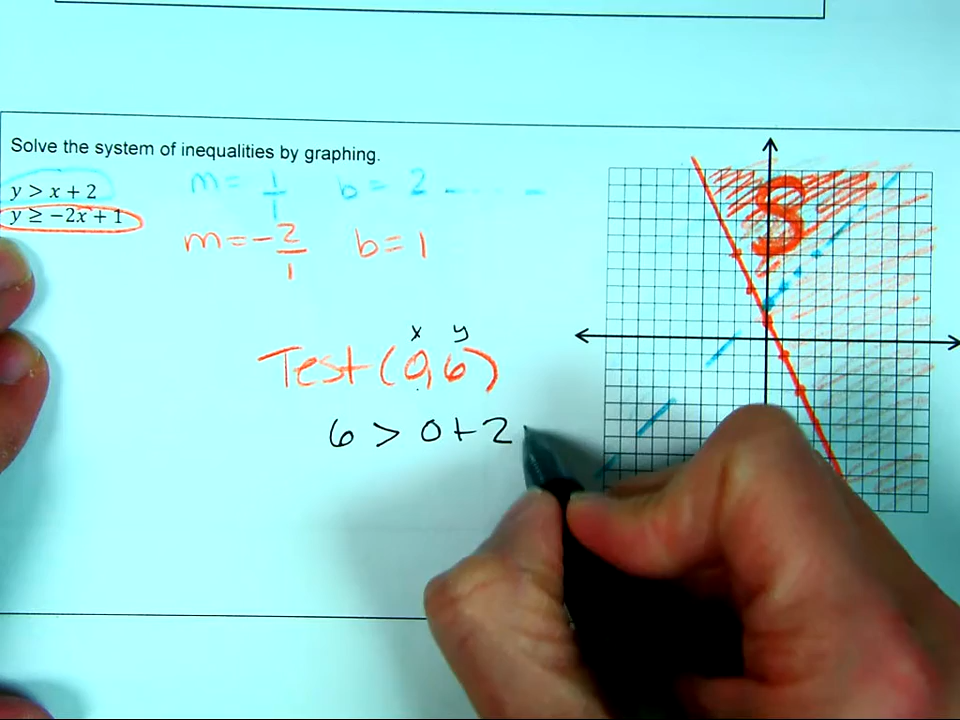 Solve the system of inequalities by graphing.
y > x + 2
m = 1/1 b = 2
y ≥ −2x + 1
m = -2/1 b = 1
x y
Test (0, 6)
6 > 0 + 2
S